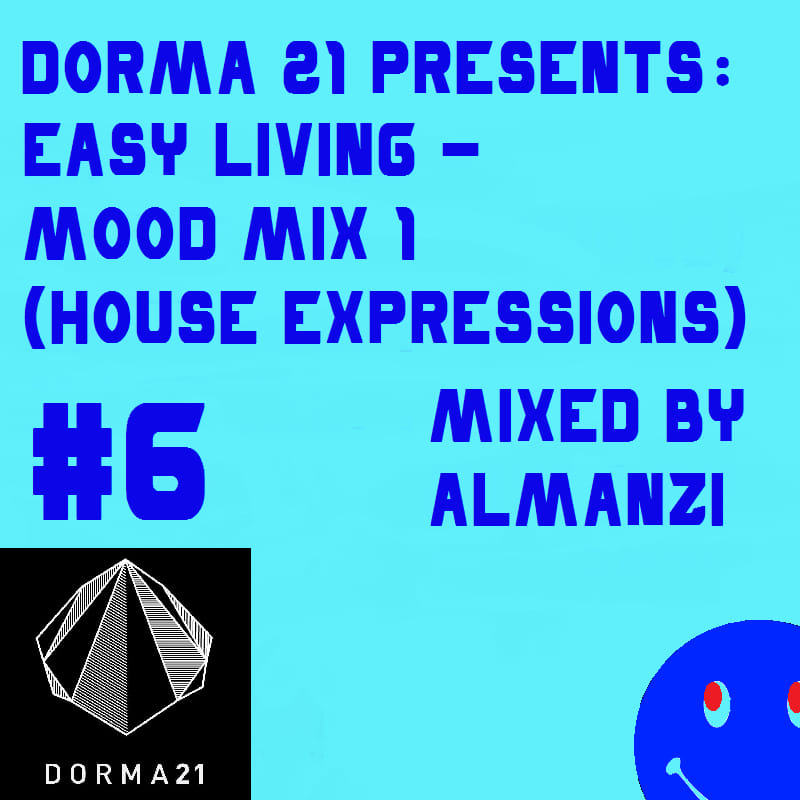 DORMA 21 PRESENTS:
EASY LIVING –
MOOD MIX 1
(HOUSE EXPRESSIONS)
#6
MIXED BY
ALMANZI
DORMA21